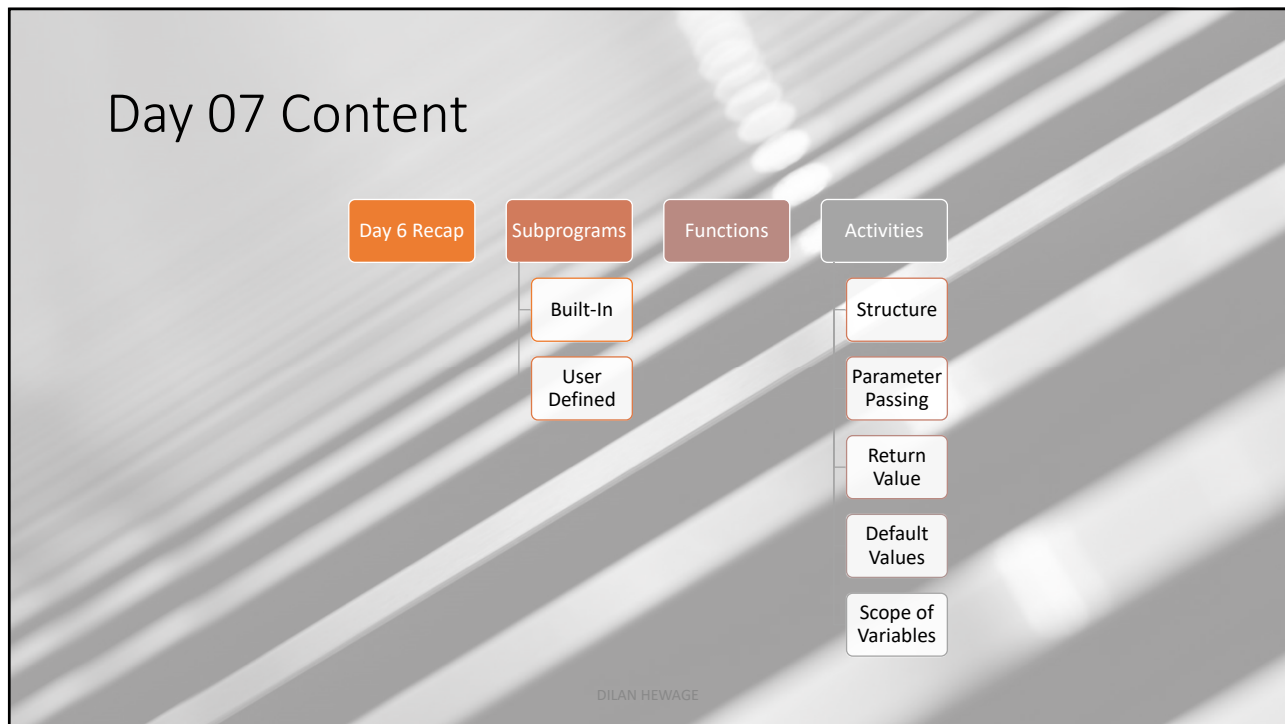 Day 07 Content
Day 6 Recap
Subprograms
Built-In
User
Defined
Functions
Activities
Structure
Parameter
Passing
Return
Value
Default
Values
Scope of
Variables
DILAN HEWAGE